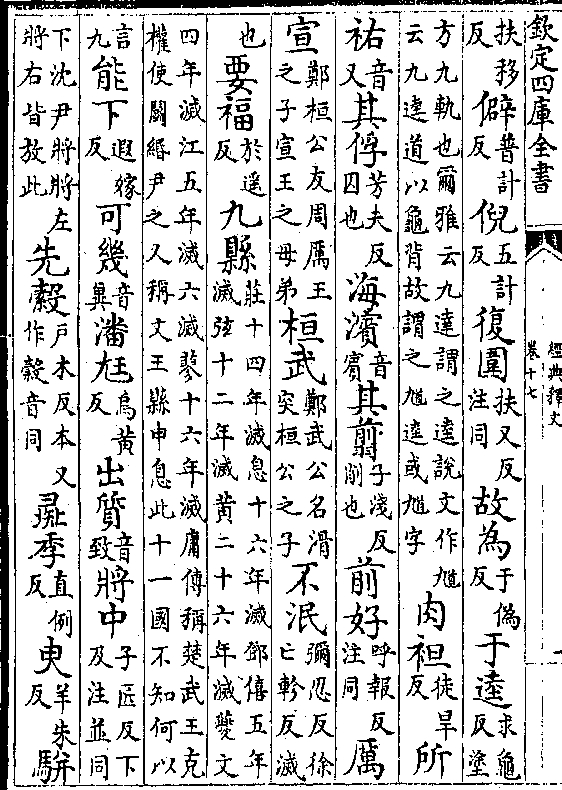 欽定四庫全書
經典釋文
卷十七
扶移反僻普計反倪五計反復圍扶又反注同故為于偽反于逵求龜反塗
方九軌也爾雅云九達謂之逵說文作馗云九逵道以龜背故謂之馗逵或馗字肉袒徒旱反所
祐音又其俘芳夫反囚也海濱音賓其翦子淺反削也前好呼報反注同厲
宣鄭桓公友周厲王之子宣王之母弟桓武鄭武公名滑突桓公之子不泯彌忍反徐亡軫反滅
也要福於遥反九縣莊十四年滅息十六年滅鄧僖五年滅弦十二年滅黃二十六年滅夔文
四年滅江五年滅六滅蓼十六年滅庸傳稱楚武王克權使鬬緡尹之又稱文王縣申息此十一國不知何以
言九能下遐嫁反可幾音冀潘尫烏黃反出質音致將中子匠反下及注並同
下沈尹將將左將右皆放此先縠戶木反本又作穀音同彘季直例反臾羊朱反駢